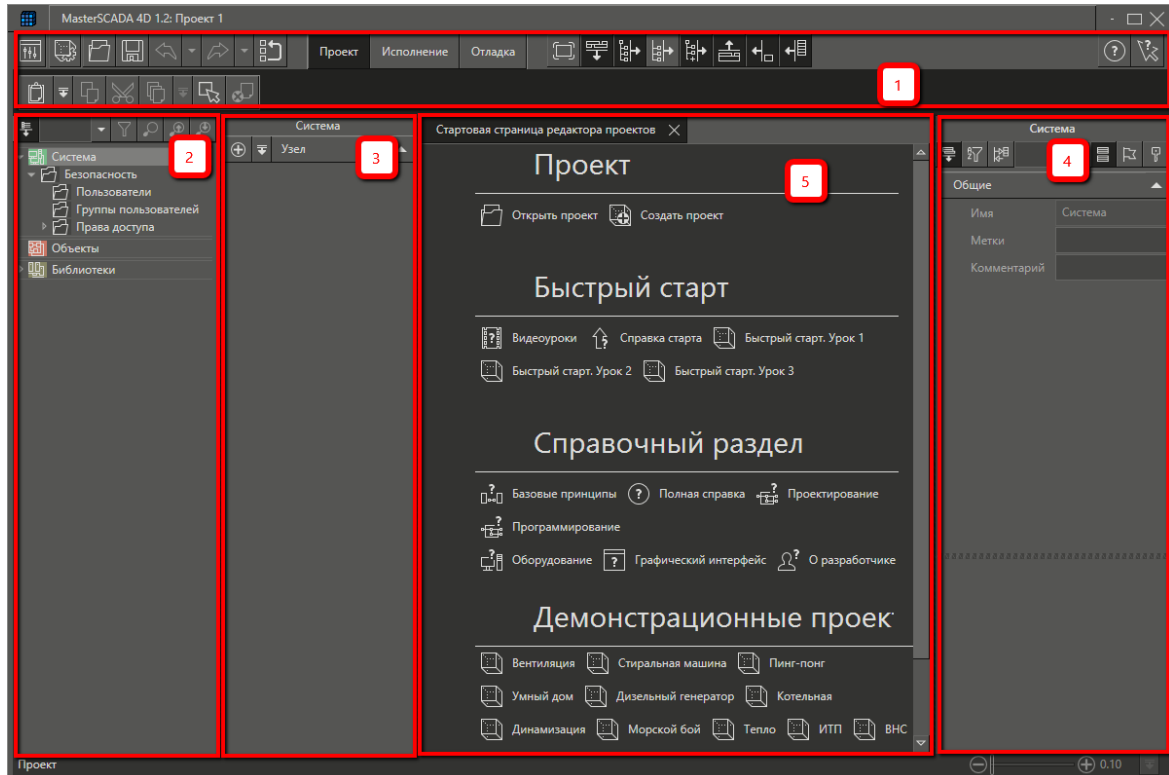 MasterSCADA 4D 1.2: Проект 1
Проект Исполнение Отладка
1
2
Система
Безопасность
Пользователи
Группы пользователей
Права доступа
Объекты
Библиотеки
Система
Узел
3
Стартовая страница редактора проектов
5
Проект
Открыть проект Создать проект
Быстрый старт
Видеоуроки Справка старта Быстрый старт. Урок 1
Быстрый старт. Урок 2 Быстрый старт. Урок 3
Справочный раздел
Базовые принципы Полная справка Проектирование
Программирование
Оборудование Графический интерфейс О разработчике
Демонстрационные проек
Вентиляция Стиральная машина Пинг-понг
Умный дом Дизельный генератор Котельная
Динамизация Морской бой Тепло ИТП ВНС
Система
4
Общие
Имя Система
Метки
Комментарий
Проект
0.10